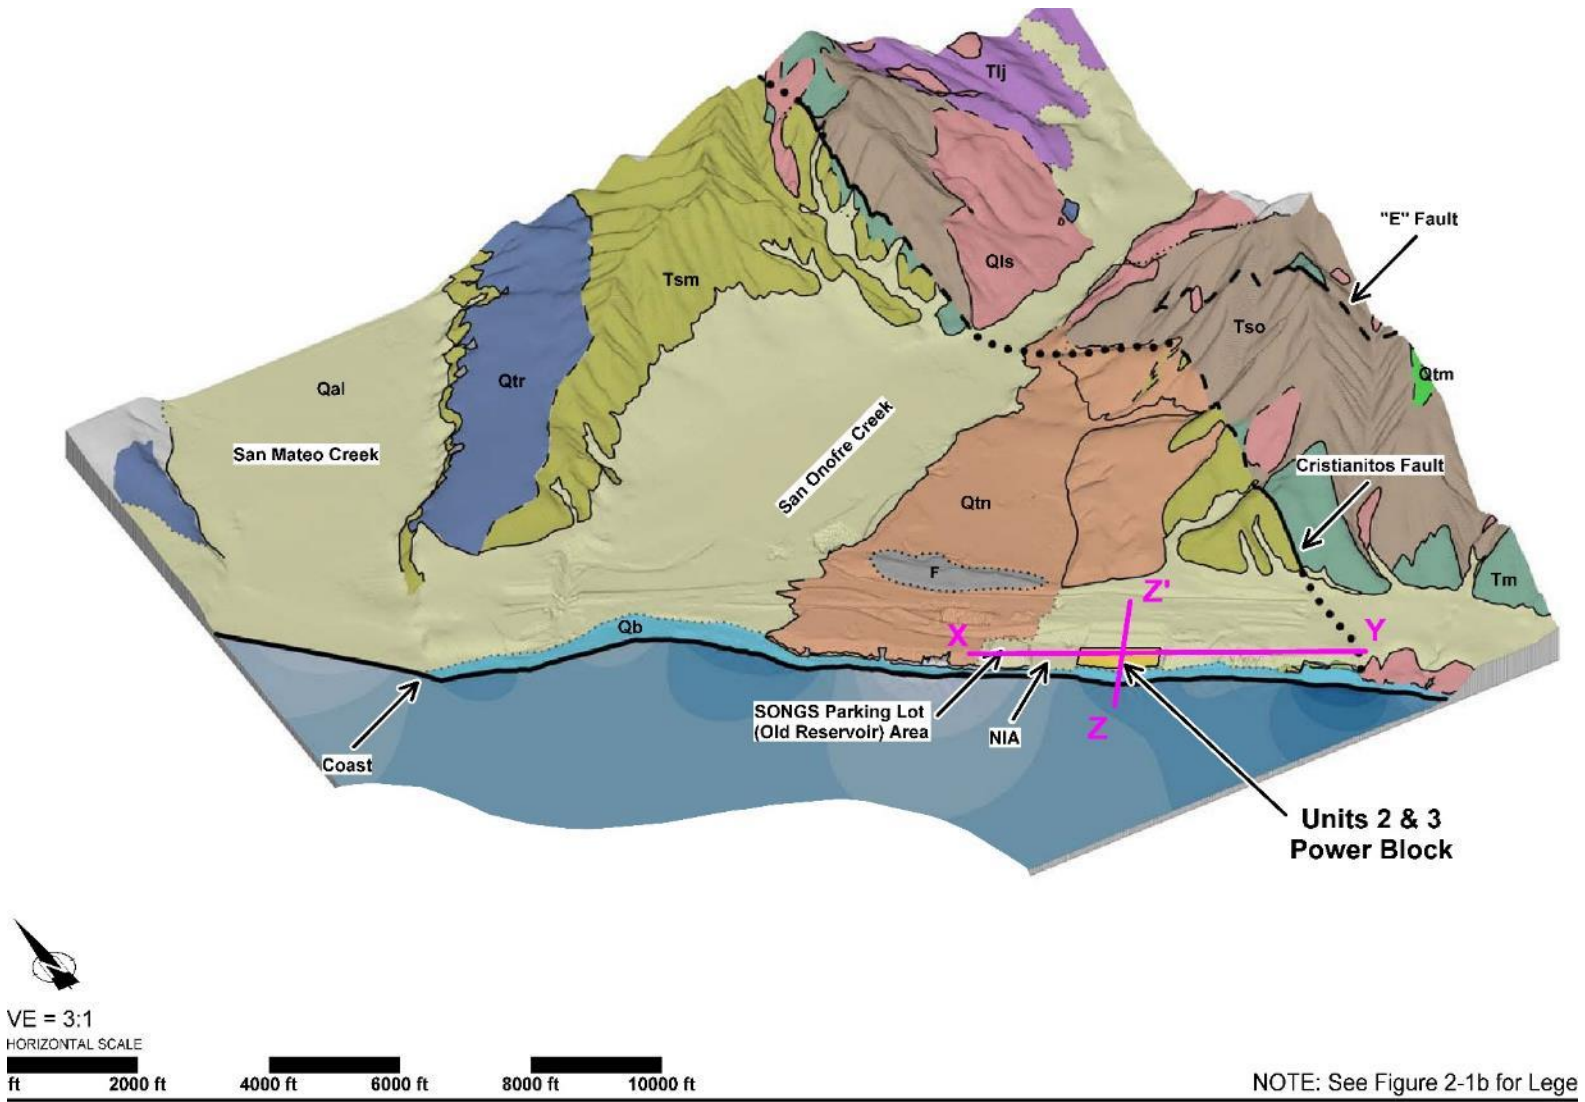 Tlj
"E" Fault
Qls
Tsm
Tso
Qtm
Qal
Qtr
San Mateo Creek
San Onofre Creek
Cristianitos Fault
Qtn
F
Tm
Z'
Qb
X
Y
SONGS Parking Lot
(Old Reservoir) Area
NIA
Z
Coast
Units 2 & 3
Power Block
VE = 3:1
HORIZONTAL SCALE
ft 2000 ft 4000 ft 6000 ft 8000 ft 10000 ft
NOTE: See Figure 2-1b for Lege